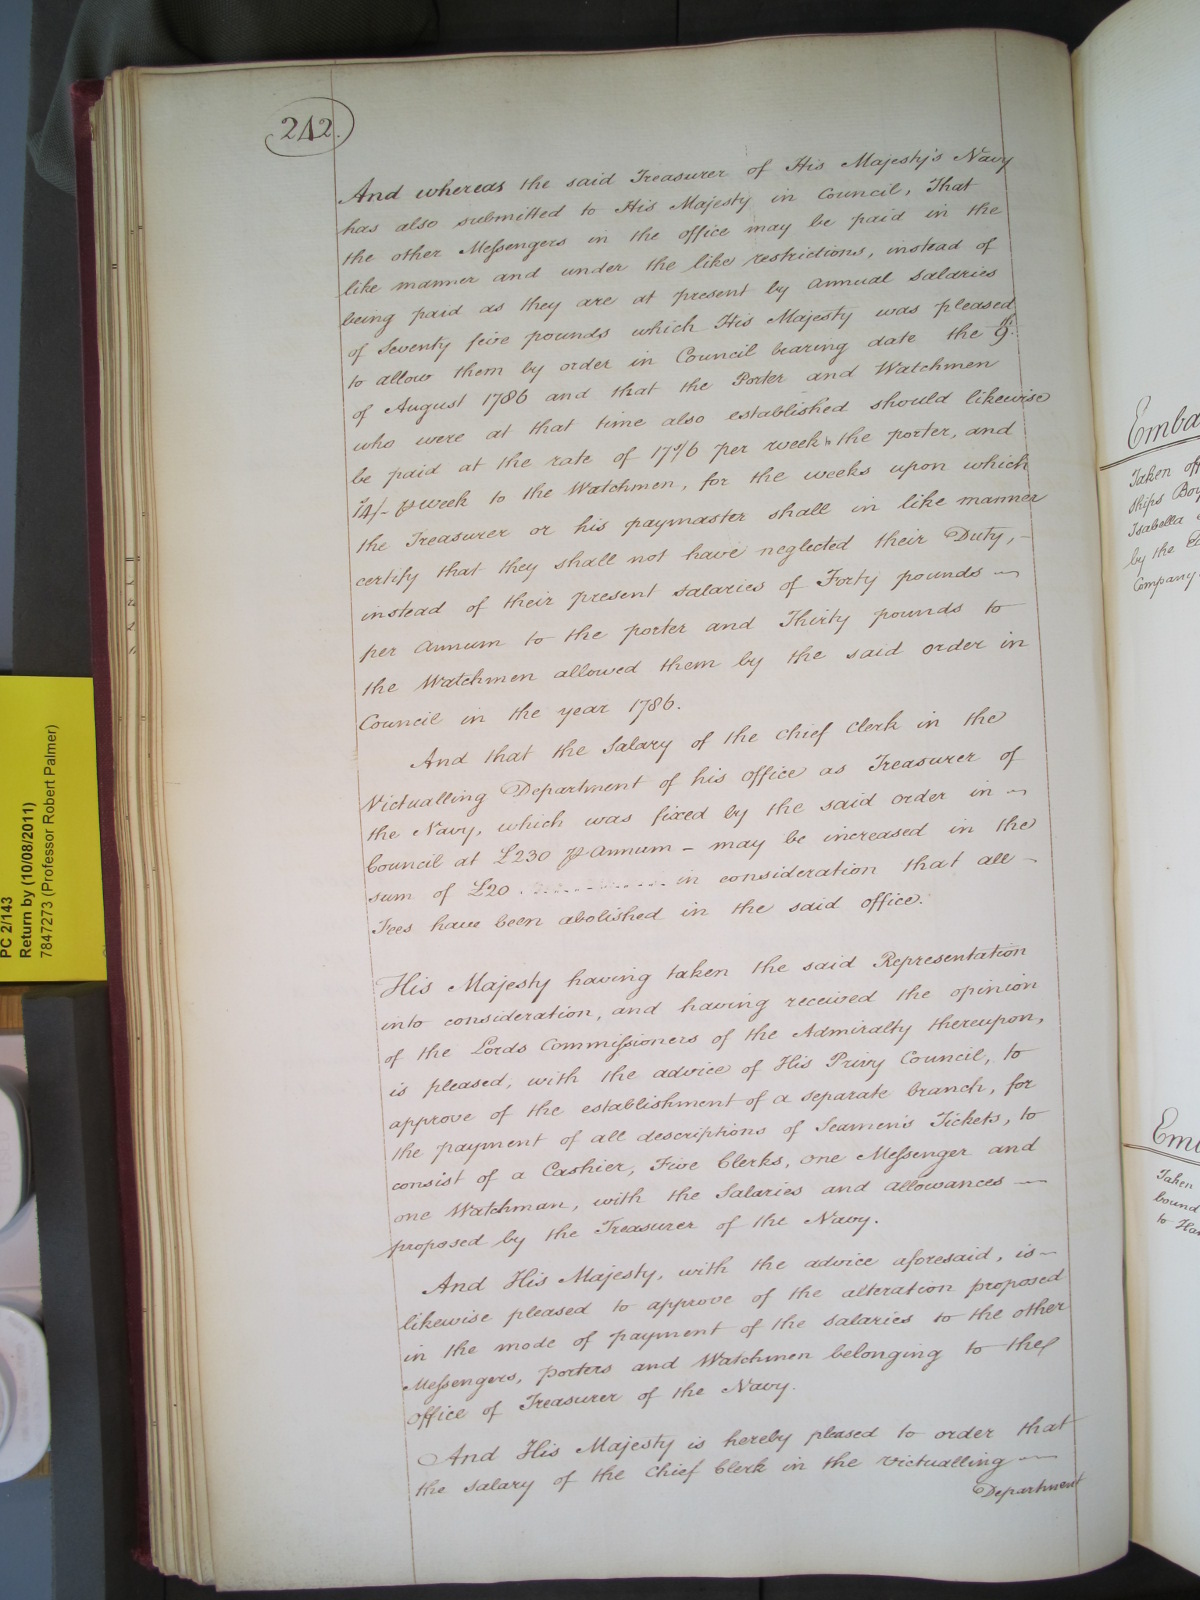 242.
And whereas the said Treasurer of His Majesty's Navy
has also submitted to His Majesty in Council, That
the other Messengers in the office may be paid in the
like manner and under the like restrictions, instead of
being paid as they are at present by annual salaries
of Seventy five pounds which His Majesty was pleased
to allow them by order in Council bearing date the 9th.
of August 1786 and that the Porter and Watchmen
who were at that time also established should likewise
be paid at the rate of 17s/6 per week to the porter, and
14/- ℔ week to the Watchmen, for the weeks upon which
the Treasurer or his paymaster shall in like manner
certify that they shall not have neglected their Duty, -
instead of their present salaries of Forty pounds —
per annum to the porter and Thirty pounds to
the Watchmen allowed them by the said order in
Council in the year 1786.
And that the Salary of the Chief Clerk in the
Victualling Department of his office as Treasurer of
the Navy, which was fixed by the said order in —
Council at £230 ℔ Annum - may be increased in the
sum of £20 . . . . . . . . . . . . in consideration that all -
Fees have been abolished in the said office.
His Majesty having taken the said Representation
into consideration, and having received the opinion
of the Lords Commissioners of the Admiralty thereupon,
is pleased, with the advice of His Privy Council, to
approve of the establishment of a separate branch, for
the payment of all descriptions of Seamen's Tickets, to
consist of a Cashier, Five Clerks, one Messenger and
one Watchman, with the Salaries and allowances —
proposed by the Treasurer of the Navy.
And His Majesty, with the advice aforesaid, is -
likewise pleased to approve of the alteration proposed
in the mode of payment of the salaries to the other
Messengers, porters and Watchmen belonging to the
office of Treasurer of the Navy.
And His Majesty is hereby pleased to order that
the salary of the Chief Clerk in the victualling —
Department
PC 2/143
Return by (10/08/2011)
7847273 (Professor Robert Palmer)
Emba
Taken off
ships Boy
Isabella
by the
Company
Emb
Taken
bound
to Ha